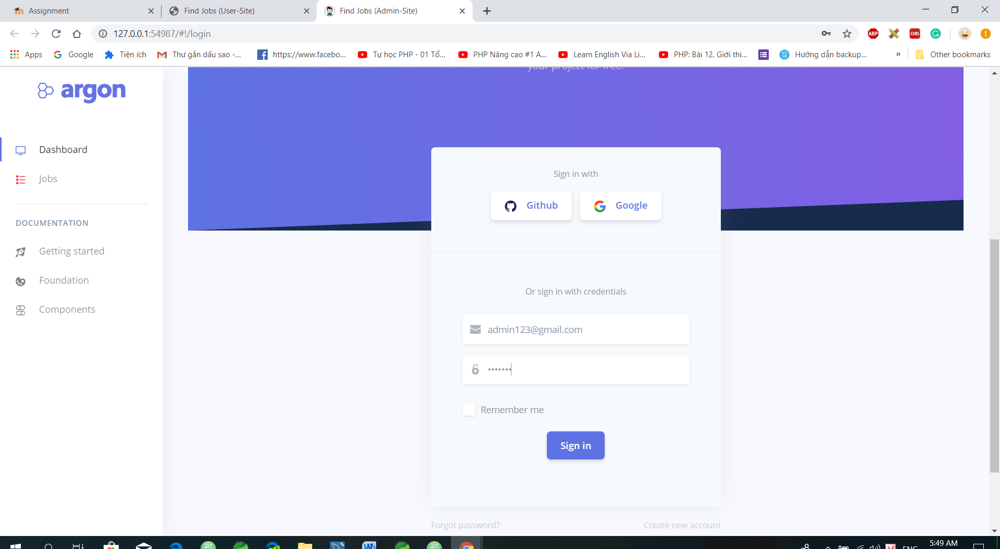 Assignment
Find Jobs (User-Site)
Find Jobs (Admin-Site)
127.0.0.1:54987/#!/login
ABP
CORS
Apps
Google
Tiện ích
Thư gắn dấu sao -...
https://www.facebo...
Tự học PHP - 01 Tổ...
PHP Nâng cao #1 A...
Learn English Via Li...
PHP: Bài 12. Giới thi...
Hướng dẫn backup...
»
Other bookmarks
argon
your project for free.
Dashboard
Jobs
DOCUMENTATION
Getting started
Foundation
Components
Sign in with
Github
Google
Or sign in with credentials
admin123@gmail.com
•••••••
Remember me
Sign in
Forgot password?
Create new account
ENG
5:49 AM